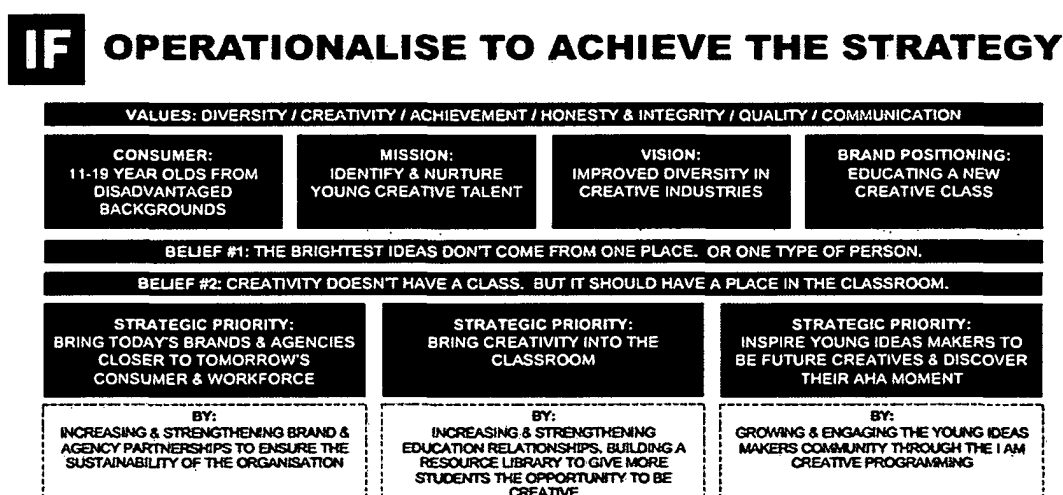 IF OPERATIONALISE TO ACHIEVE THE STRATEGY
VALUES: DIVERSITY / CREATIVITY / ACHIEVEMENT / HONESTY & INTEGRITY / QUALITY / COMMUNICATION
CONSUMER:
11-19 YEAR OLDS FROM
DISADVANTAGED
BACKGROUNDS
MISSION:
IDENTIFY & NURTURE
YOUNG CREATIVE TALENT
VISION:
IMPROVED DIVERSITY IN
CREATIVE INDUSTRIES
BRAND POSITIONING:
EDUCATING A NEW
CREATIVE CLASS
BELIEF #1: THE BRIGHTEST IDEAS DON'T COME FROM ONE PLACE. OR ONE TYPE OF PERSON.
BELIEF #2: CREATIVITY DOESN'T HAVE A CLASS. BUT IT SHOULD HAVE A PLACE IN THE CLASSROOM.
STRATEGIC PRIORITY:
BRING TODAY'S BRANDS & AGENCIES
CLOSER TO TOMORROW'S
CONSUMER & WORKFORCE
STRATEGIC PRIORITY:
BRING CREATIVITY INTO THE
CLASSROOM
STRATEGIC PRIORITY:
INSPIRE YOUNG IDEAS MAKERS TO
BE FUTURE CREATIVES & DISCOVER
THEIR AHA MOMENT
BY:
INCREASING & STRENGTHENING BRAND &
AGENCY PARTNERSHIPS TO ENSURE THE
SUSTAINABILITY OF THE ORGANISATION
BY:
INCREASING & STRENGTHENING
EDUCATION RELATIONSHIPS. BUILDING A
RESOURCE LIBRARY TO GIVE MORE
STUDENTS THE OPPORTUNITY TO BE
CREATIVE
BY:
GROWING & ENGAGING THE YOUNG IDEAS
MAKERS COMMUNITY THROUGH THE I AM
CREATIVE PROGRAMMING